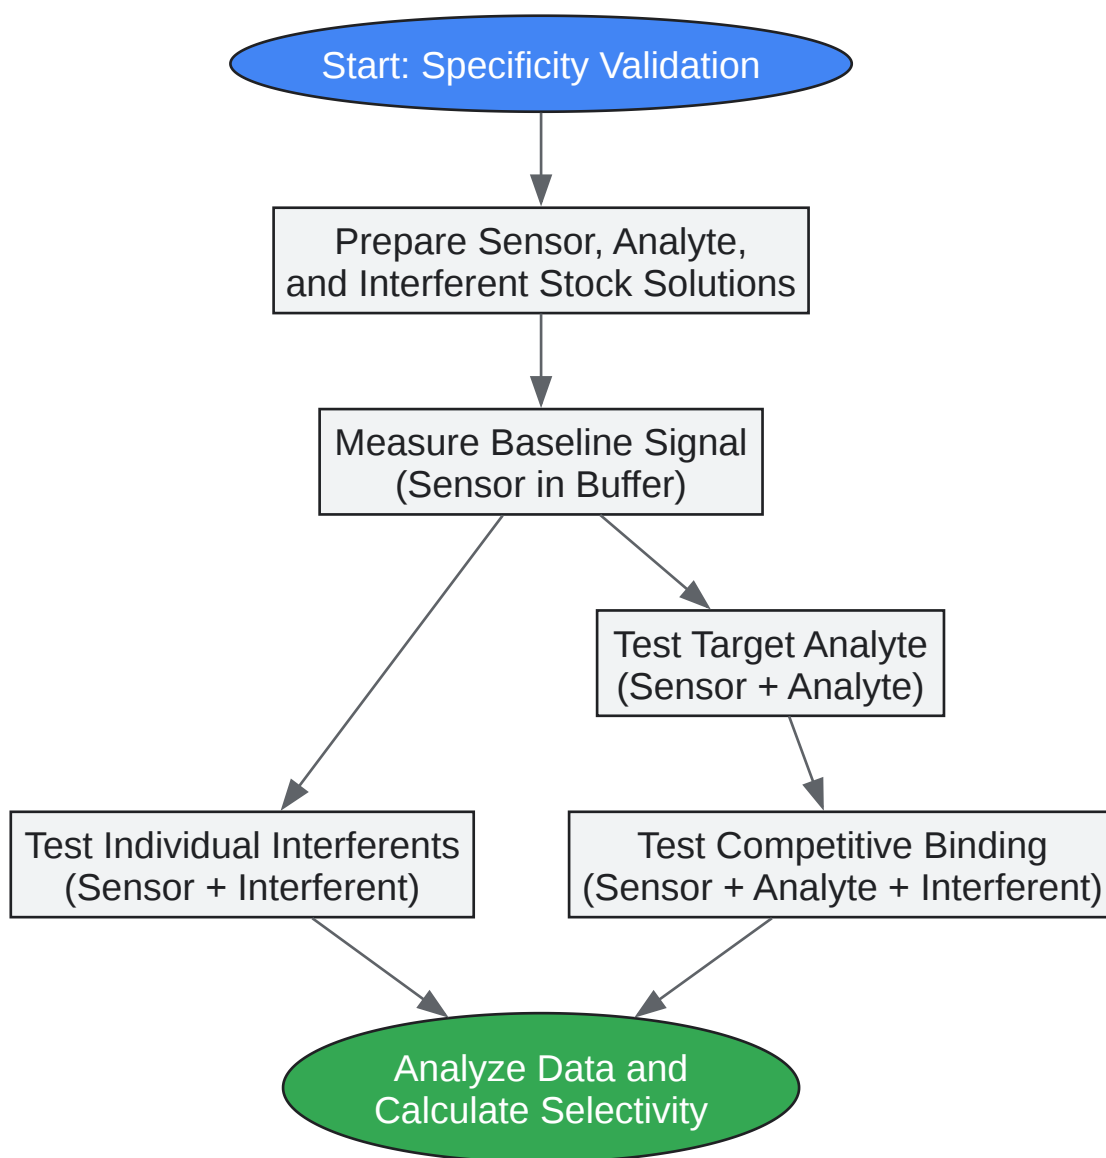 Start: Specificity Validation
Prepare Sensor, Analyte,
and Interferent Stock Solutions
Measure Baseline Signal
(Sensor in Buffer)
Test Target Analyte
(Sensor + Analyte)
Test Individual Interferents
(Sensor + Interferent)
Test Competitive Binding
(Sensor + Analyte + Interferent)
Analyze Data and
Calculate Selectivity